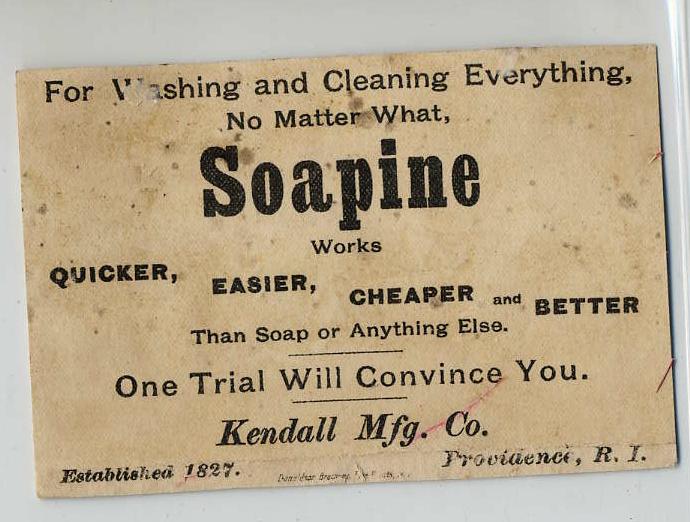 For Washing and Cleaning Everything,
No Matter What,
Soapine
Works
QUICKER, EASIER, CHEAPER and BETTER
Than Soap or Anything Else.
One Trial Will Convince You.
Kendall Mfg. Co.
Established 1827. Providence, R. I.